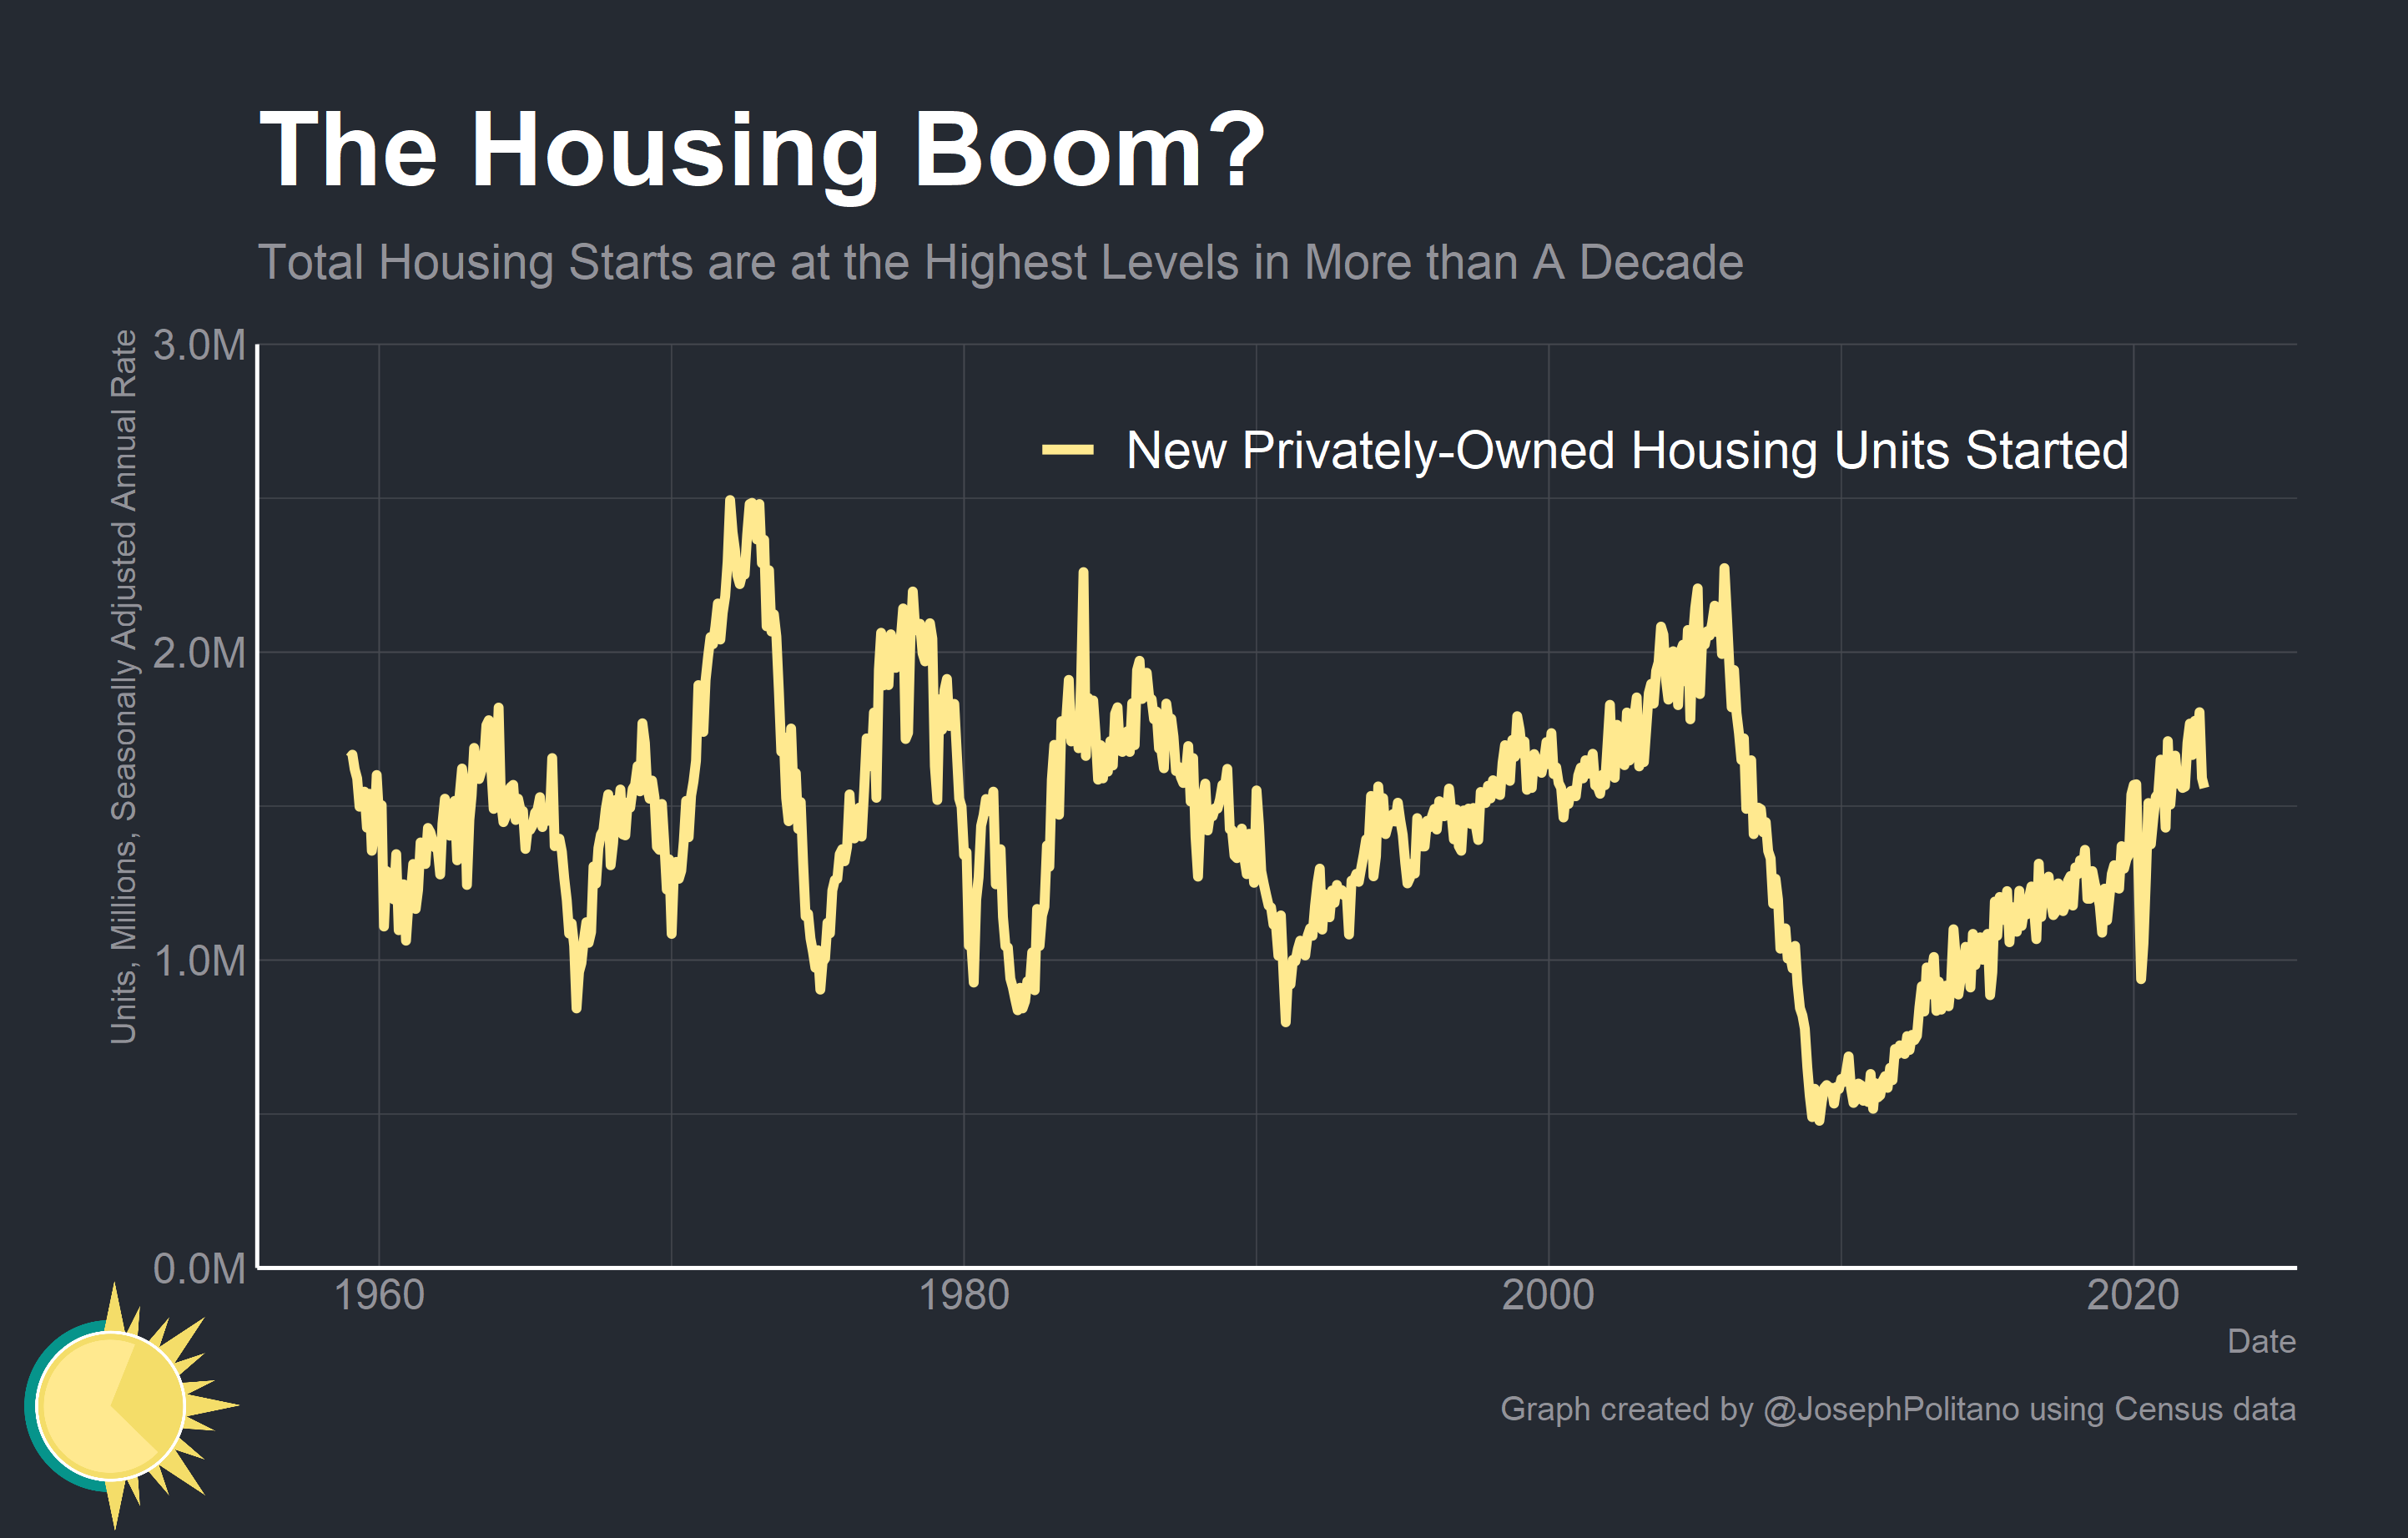 The Housing Boom?
Total Housing Starts are at the Highest Levels in More than A Decade
Units, Millions, Seasonally Adjusted Annual Rate
3.0M
2.0M
1.0M
0.0M
New Privately-Owned Housing Units Started
1960 1980 2000 2020
Date
Graph created by @JosephPolitano using Census data